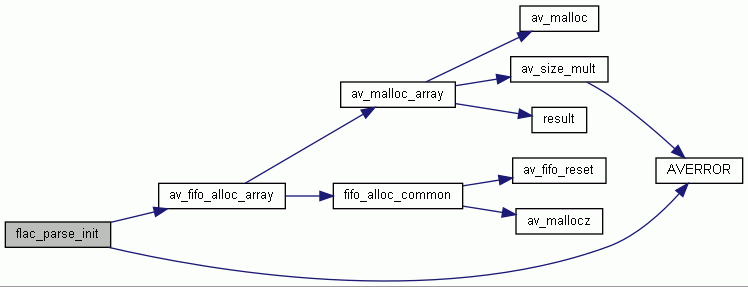 av_malloc
av_size_mult
av_malloc_array
result
av_fifo_reset
AVERROR
av_fifo_alloc_array
fifo_alloc_common
av_mallocz
flac_parse_init